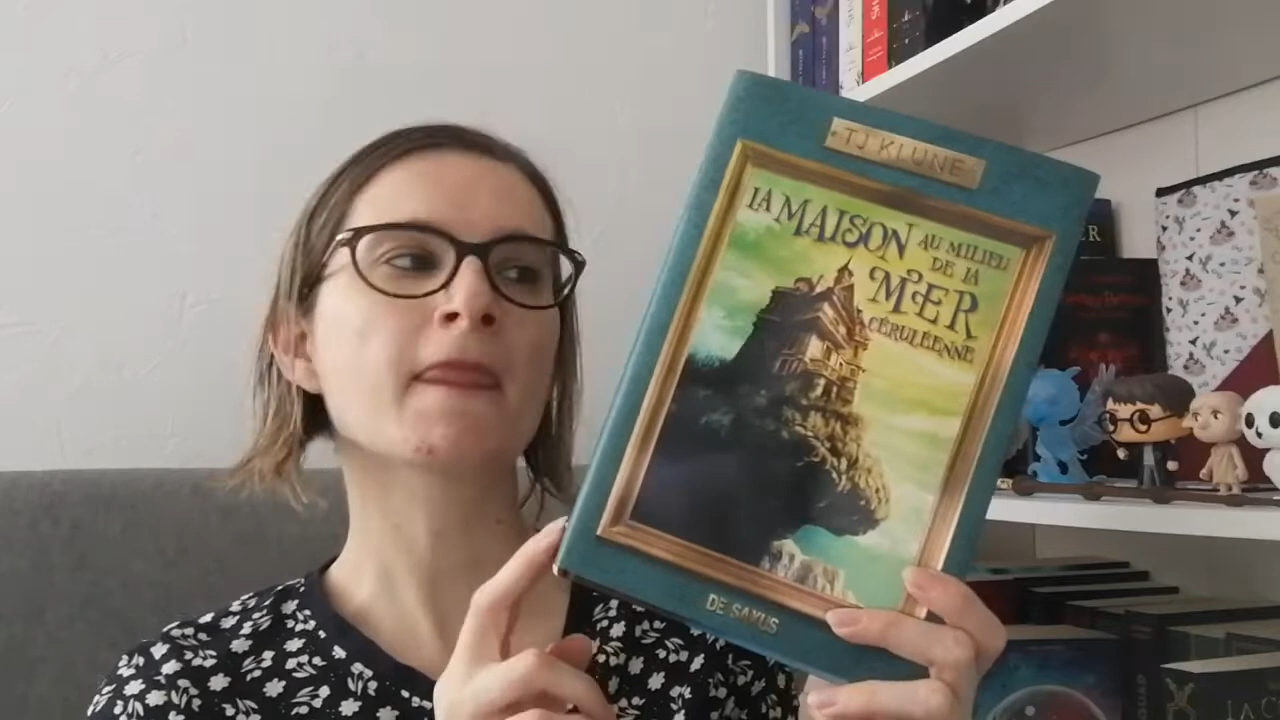 TJ KLUNE
LA MAISON
AU MILIEU
DE LA
MER
CÉRULÉENNE
DE SAXUS